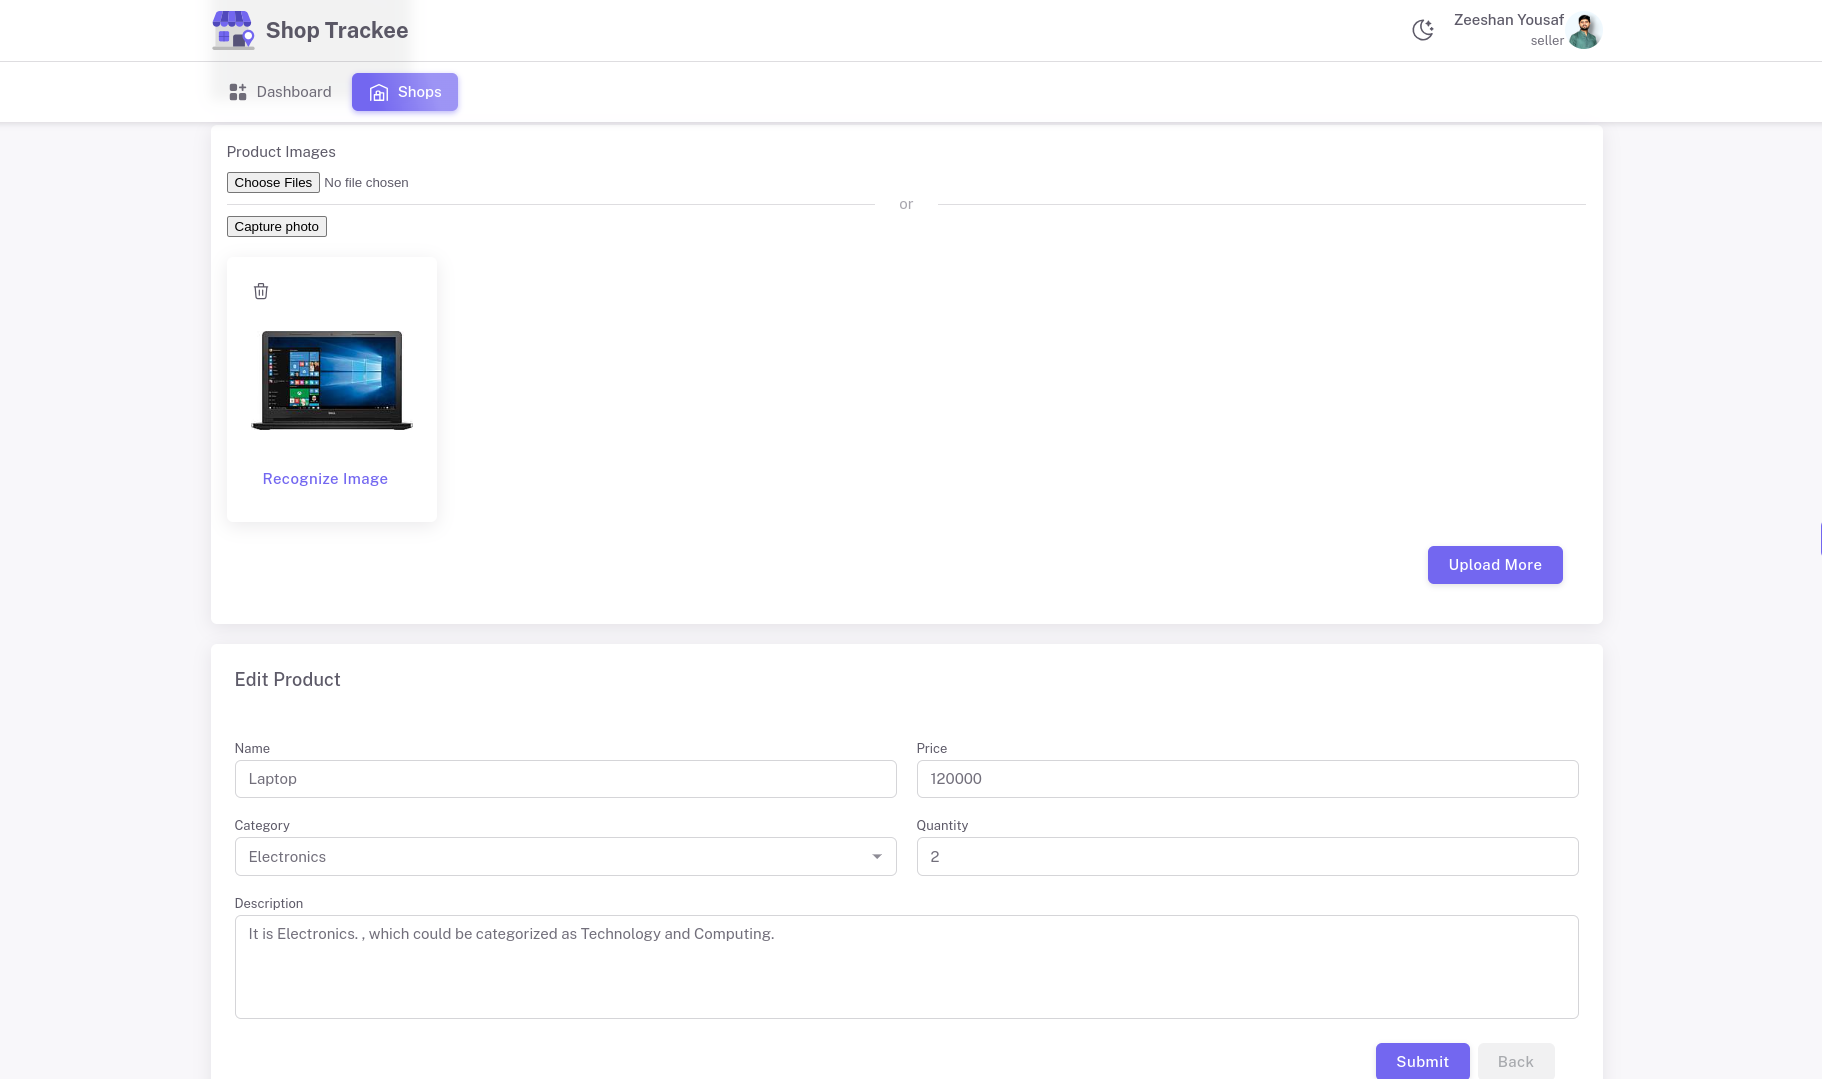 Shop Trackee
Zeeshan Yousaf
seller
Dashboard
Shops
Product Images
Choose Files No file chosen
or
Capture photo
Recognize Image
Upload More
Edit Product
Name
Price
Laptop
120000
Category
Quantity
Electronics
2
Description
It is Electronics. , which could be categorized as Technology and Computing.
Submit
Back